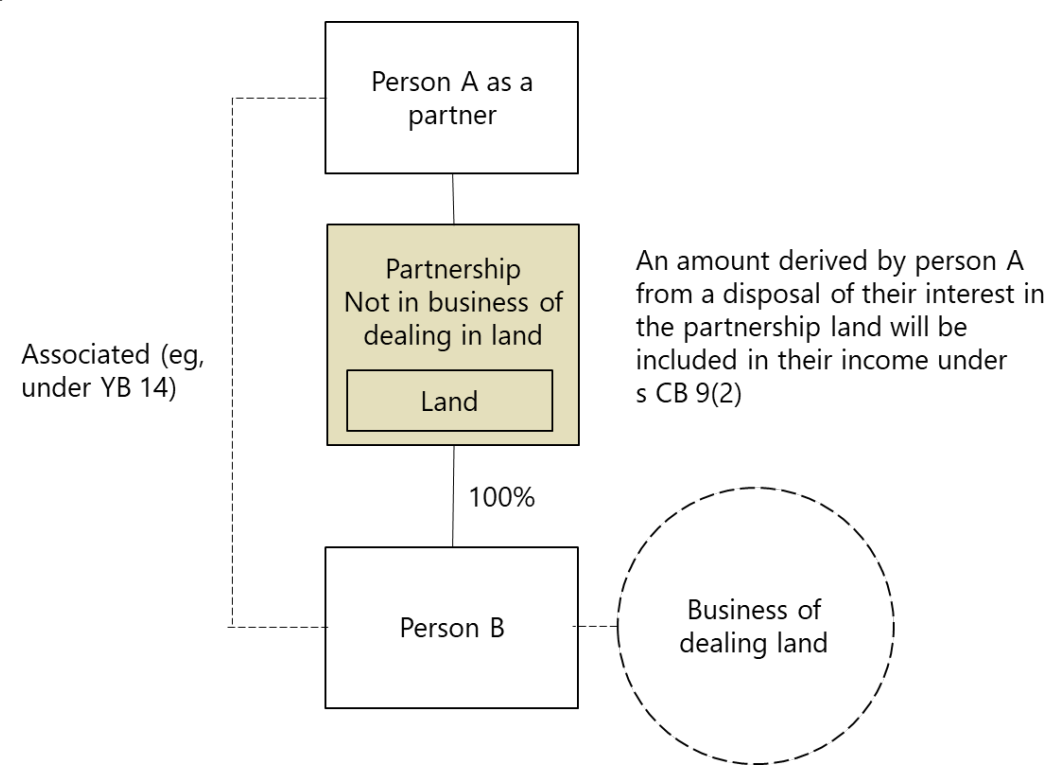 Person A as a
partner
Partnership
Not in business of
dealing in land
Land
An amount derived by person A
from a disposal of their interest in
the partnership land will be
included in their income under
s CB 9(2)
Associated (eg,
under YB 14)
100%
Person B
Business of
dealing land